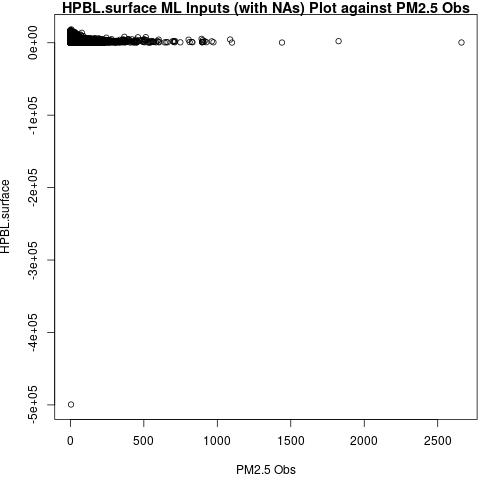 HPBL.surface ML Inputs (with NAs) Plot against PM2.5 Obs
0e+00
-1e+05
-2e+05
-3e+05
-4e+05
-5e+05
HPBL.surface
0 500 1000 1500 2000 2500
PM2.5 Obs